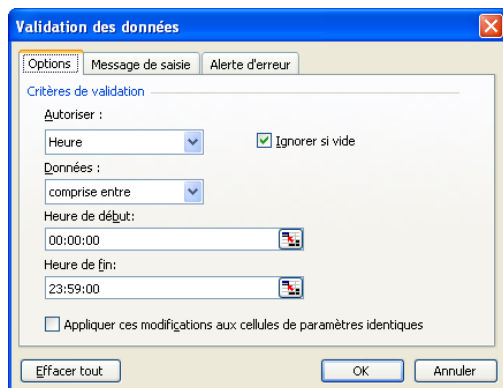 Validation des données
Options
Message de saisie
Alerte d'erreur
Critères de validation
Autoriser :
Heure
Ignorer si vide
Données :
comprise entre
Heure de début:
00:00:00
Heure de fin:
23:59:00
Appliquer ces modifications aux cellules de paramètres identiques
Effacer tout
OK
Annuler